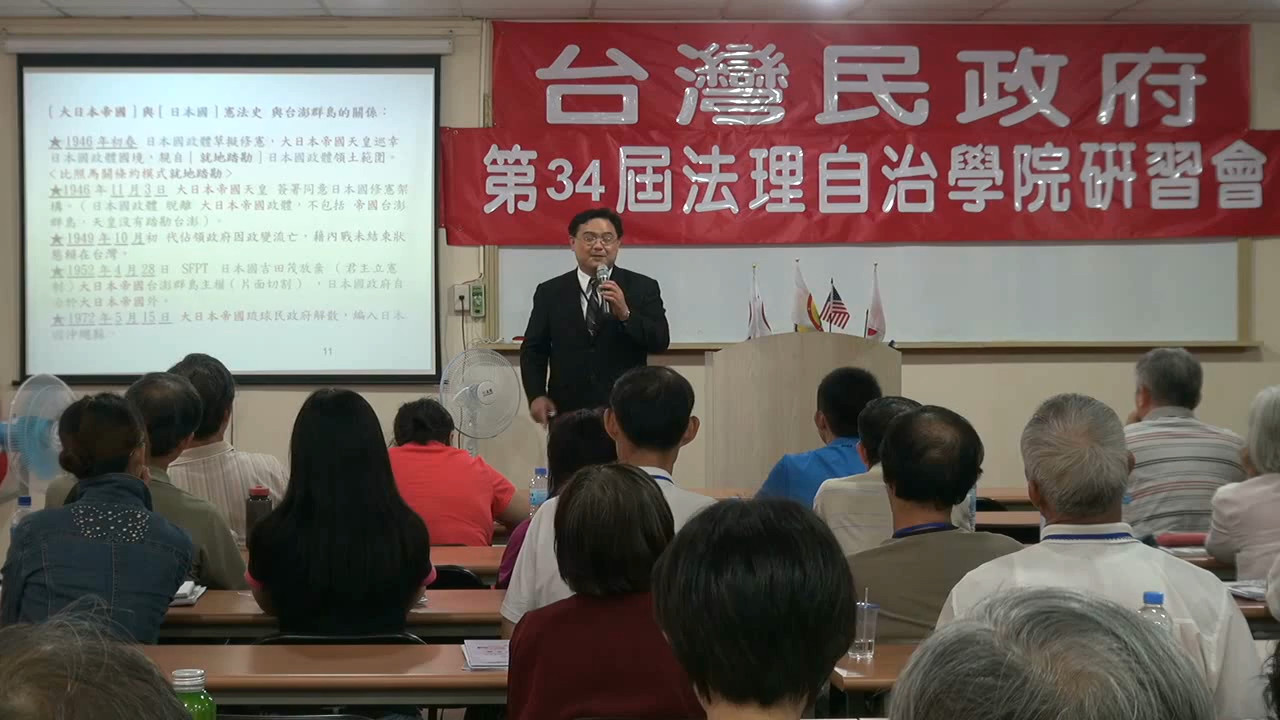 [大日本帝國]與[日本國]憲法史 與台澎群島的關係：
★1946年初春 日本國政體草擬修憲，大日本帝國天皇巡幸
日本國政體國境，親自[就地踏勘]日本國政體領土範圍。
<比照馬關條約模式就地踏勘>
★1946年11月3日 大日本帝國天皇 簽署同意日本國修憲架
構。（日本國政體 脫離 大日本帝國政體，不包括 帝國台澎
群島，天皇沒有踏勘台澎）。
★1949年10月初 代佔領政府因政變流亡，藉內戰未結束狀
態賴在台灣。
★1952年4月28日 SFPT 日本國吉田茂放棄（君主立憲
制）大日本帝國台澎群島主權（片面切割），日本國政府自
外於大日本帝國外。
★1972年5月15日 大日本帝國琉球民政府解散，編入日本
國沖繩縣
11
台灣民政府
第34屆法理自治學院研習會